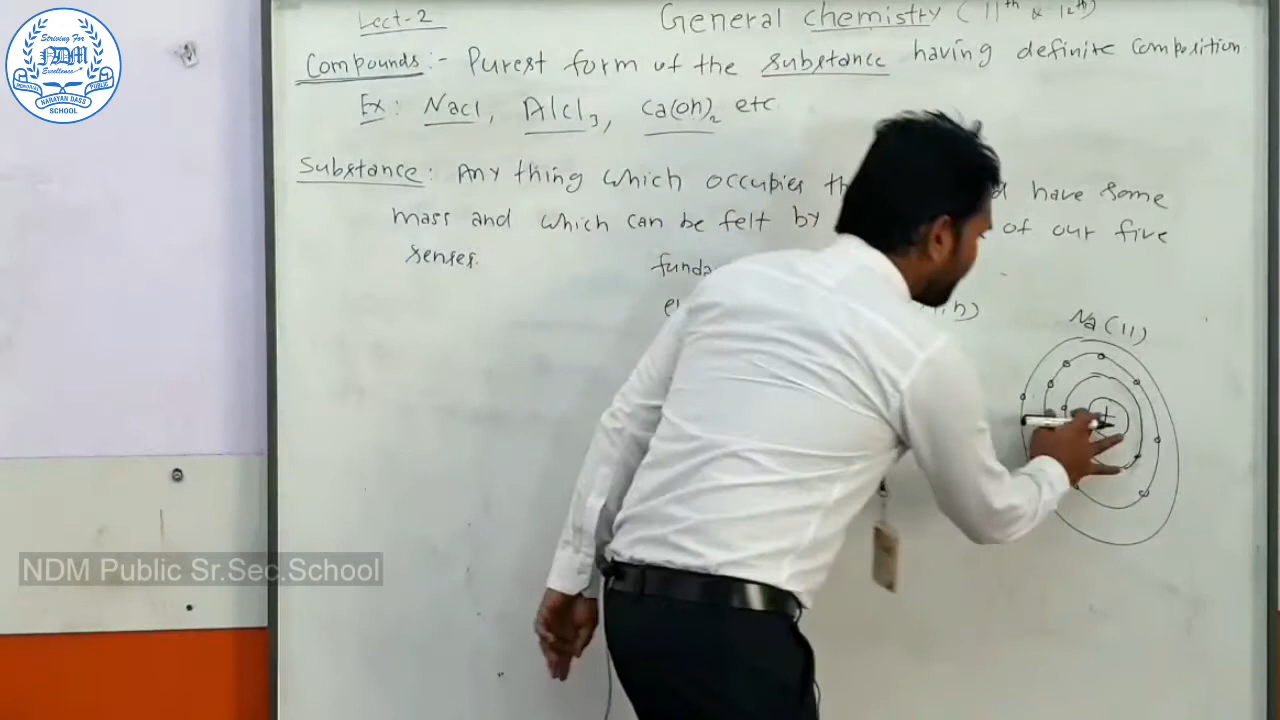 Striving For
NDM
Excellence
INDIVIDUAL
PUBLIC
NARAYAN DASS
SCHOOL
Lect-2
General chemistry (11th & 12th)
Compounds :- Purest form of the substance having definite composition
Ex : Nacl, Alcl3, ca(oh)2 etc
Substance : Any thing which occupies have some
mass and which can be felt by of our five
senses.
Na (11)
+
NDM Public Sr.Sec.School